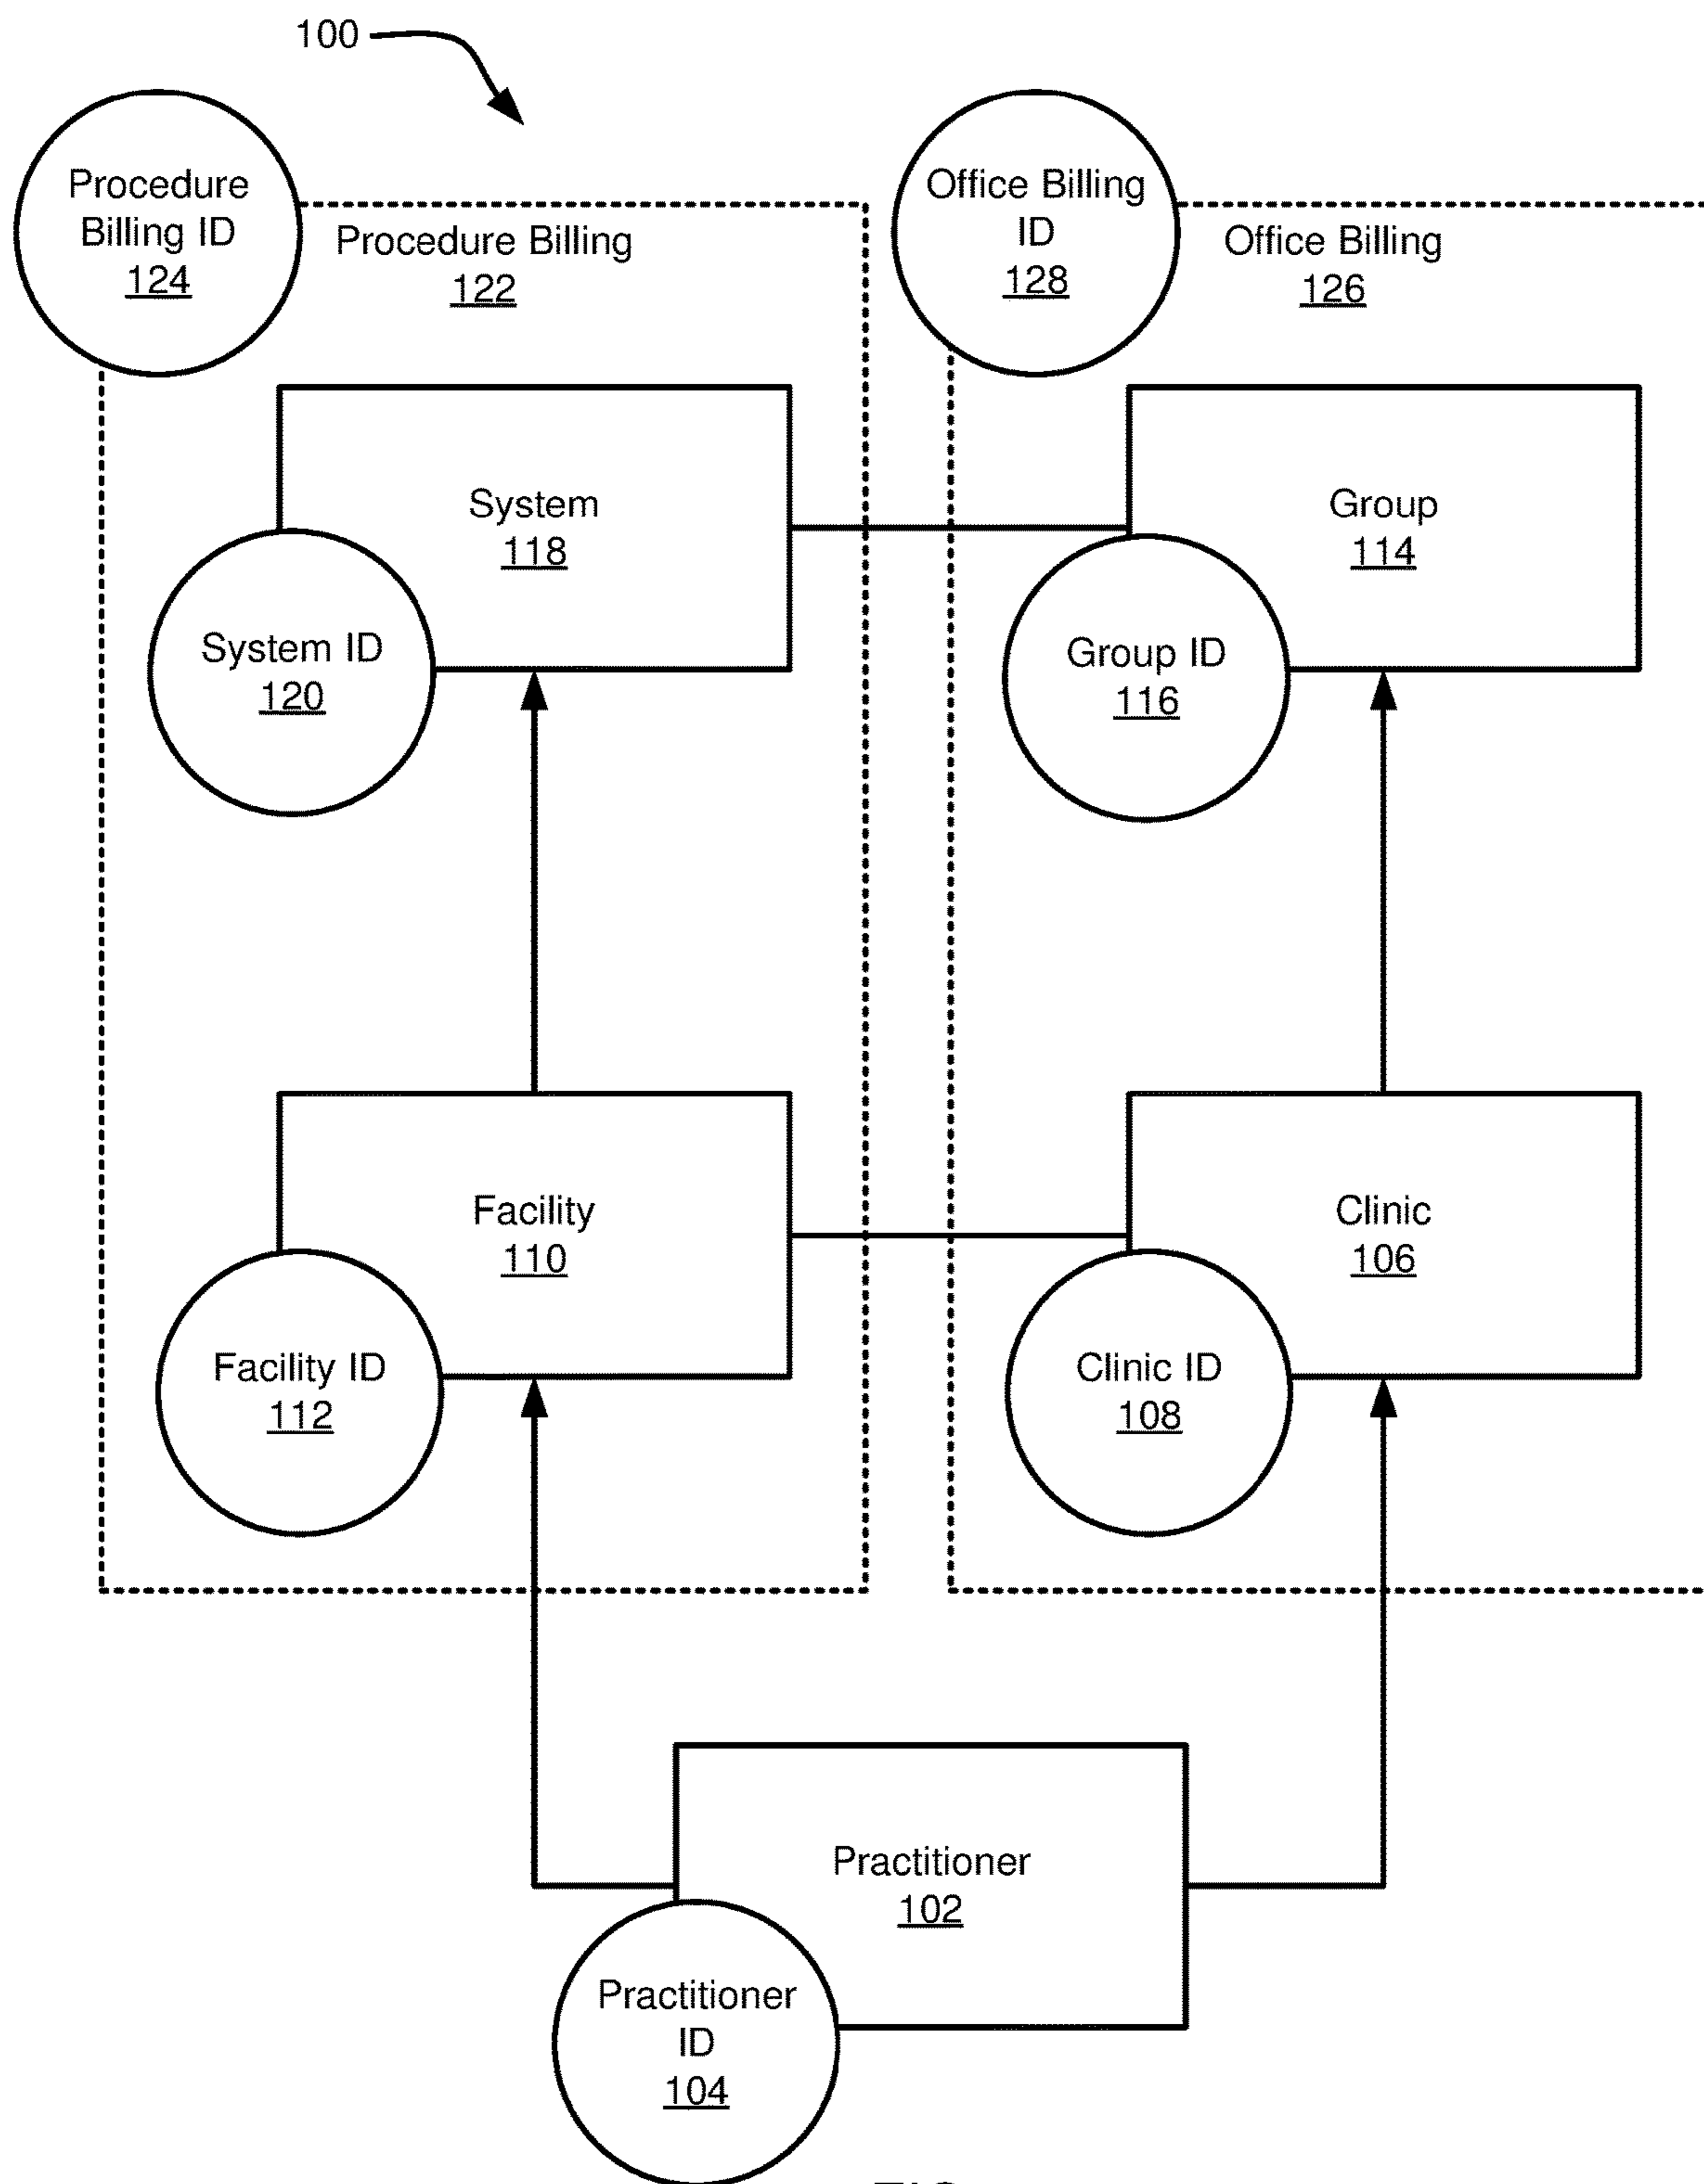 100
Procedure
Billing ID
124
Procedure Billing
122
Office Billing
ID
128
Office Billing
126
System
118
System ID
120
Group
114
Group ID
116
Facility
110
Facility ID
112
Clinic
106
Clinic ID
108
Practitioner
102
Practitioner
ID
104